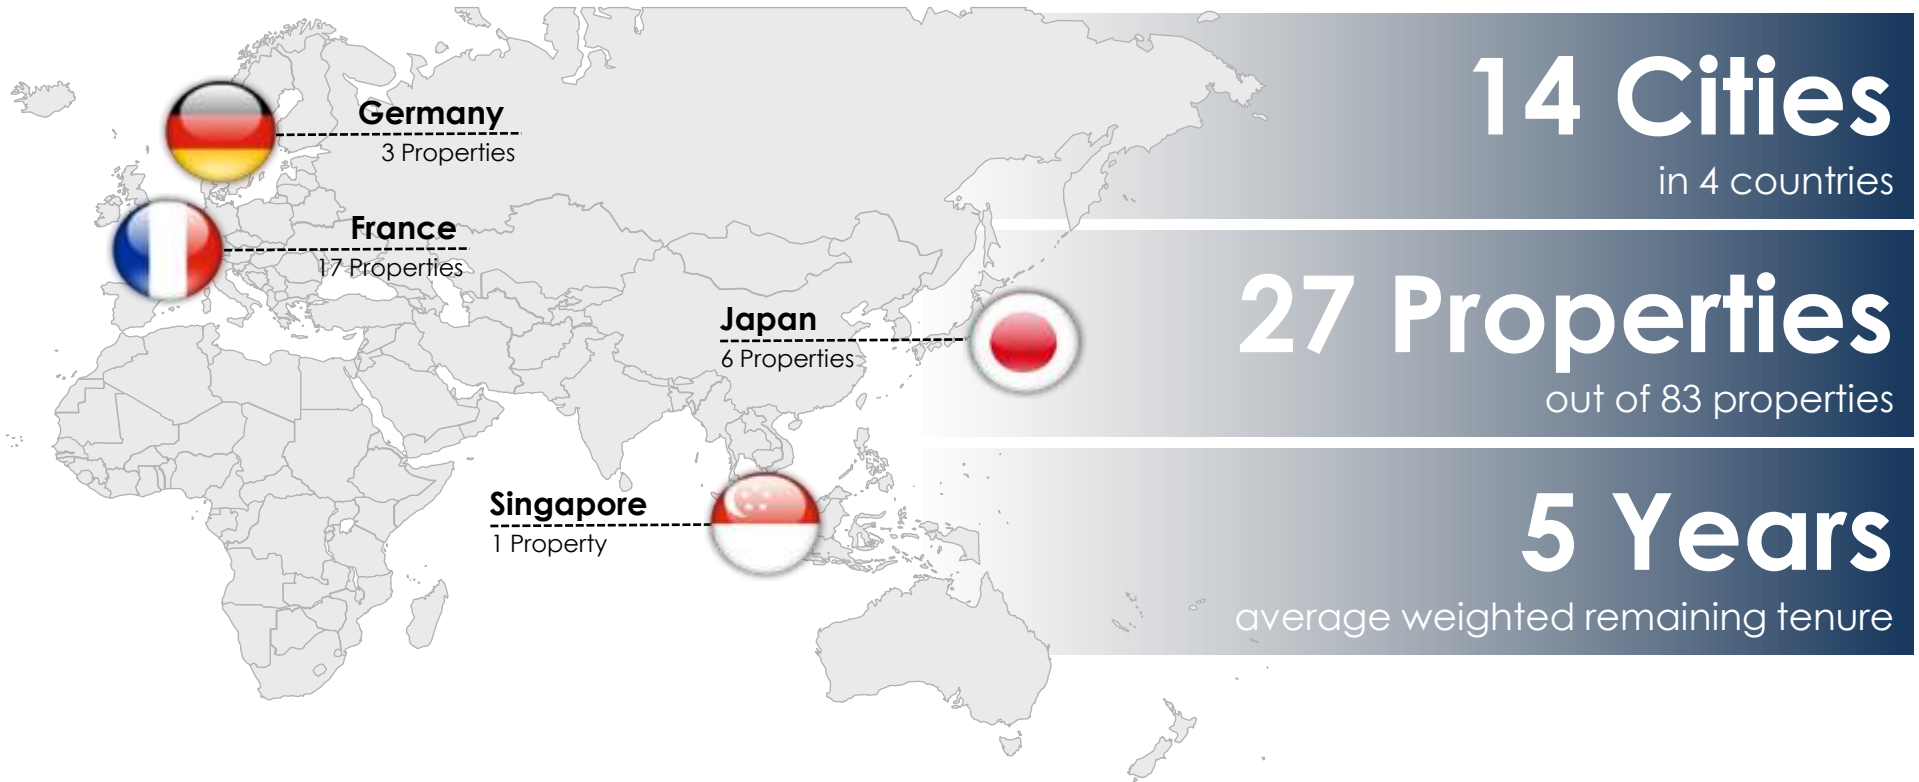 Germany
3 Properties
France
17 Properties
Japan
6 Properties
Singapore
1 Property
14 Cities
in 4 countries
27 Properties
out of 83 properties
5 Years
average weighted remaining tenure